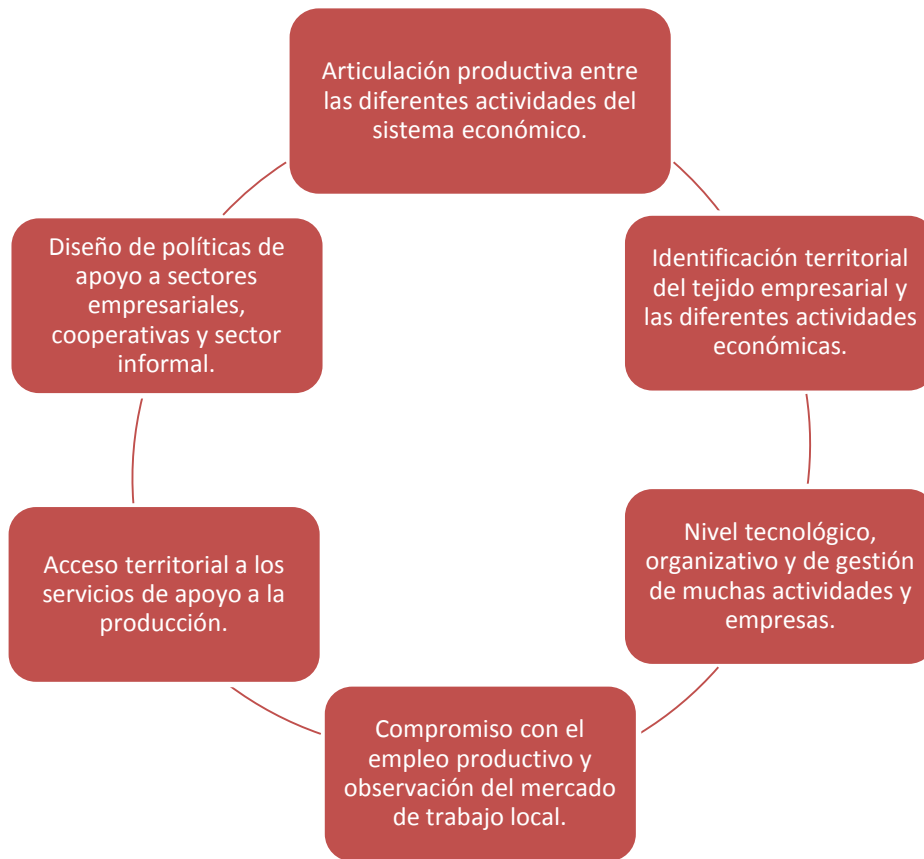 Articulación productiva entre
las diferentes actividades del
sistema económico.
Identificación territorial
del tejido empresarial y
las diferentes actividades
económicas.
Nivel tecnológico,
organizativo y de gestión
de muchas actividades y
empresas.
Compromiso con el
empleo productivo y
observación del mercado
de trabajo local.
Acceso territorial a los
servicios de apoyo a la
producción.
Diseño de políticas de
apoyo a sectores
empresariales,
cooperativas y sector
informal.